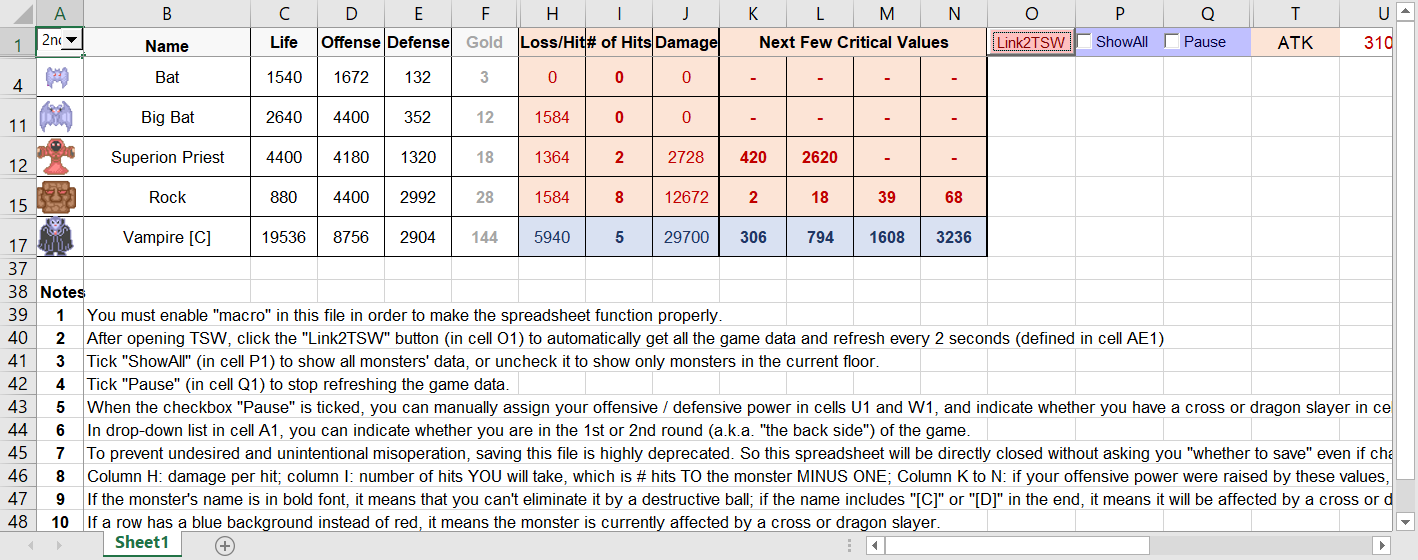 A B C D E F H I J K L M N O P Q T U
1 2nd Name Life Offense Defense Gold Loss/Hit # of Hits Damage Next Few Critical Values Link2TSW ShowAll Pause ATK 310
4 Bat 1540 1672 132 3 0 0 0 - - - -
11 Big Bat 2640 4400 352 12 1584 0 0 - - - -
12 Superion Priest 4400 4180 1320 18 1364 2 2728 420 2620 - -
15 Rock 880 4400 2992 28 1584 8 12672 2 18 39 68
17 Vampire [C] 19536 8756 2904 144 5940 5 29700 306 794 1608 3236
37
38 Notes
39 1 You must enable "macro" in this file in order to make the spreadsheet function properly.
40 2 After opening TSW, click the "Link2TSW" button (in cell O1) to automatically get all the game data and refresh every 2 seconds (defined in cell AE1)
41 3 Tick "ShowAll" (in cell P1) to show all monsters' data, or uncheck it to show only monsters in the current floor.
42 4 Tick "Pause" (in cell Q1) to stop refreshing the game data.
43 5 When the checkbox "Pause" is ticked, you can manually assign your offensive / defensive power in cells U1 and W1, and indicate whether you have a cross or dragon slayer in ce
44 6 In drop-down list in cell A1, you can indicate whether you are in the 1st or 2nd round (a.k.a. "the back side") of the game.
45 7 To prevent undesired and unintentional misoperation, saving this file is highly deprecated. So this spreadsheet will be directly closed without asking you "whether to save" even if cha
46 8 Column H: damage per hit; column I: number of hits YOU will take, which is # hits TO the monster MINUS ONE; Column K to N: if your offensive power were raised by these values,
47 9 If the monster's name is in bold font, it means that you can't eliminate it by a destructive ball; if the name includes "[C]" or "[D]" in the end, it means it will be affected by a cross or d
48 10 If a row has a blue background instead of red, it means the monster is currently affected by a cross or dragon slayer.
Sheet1